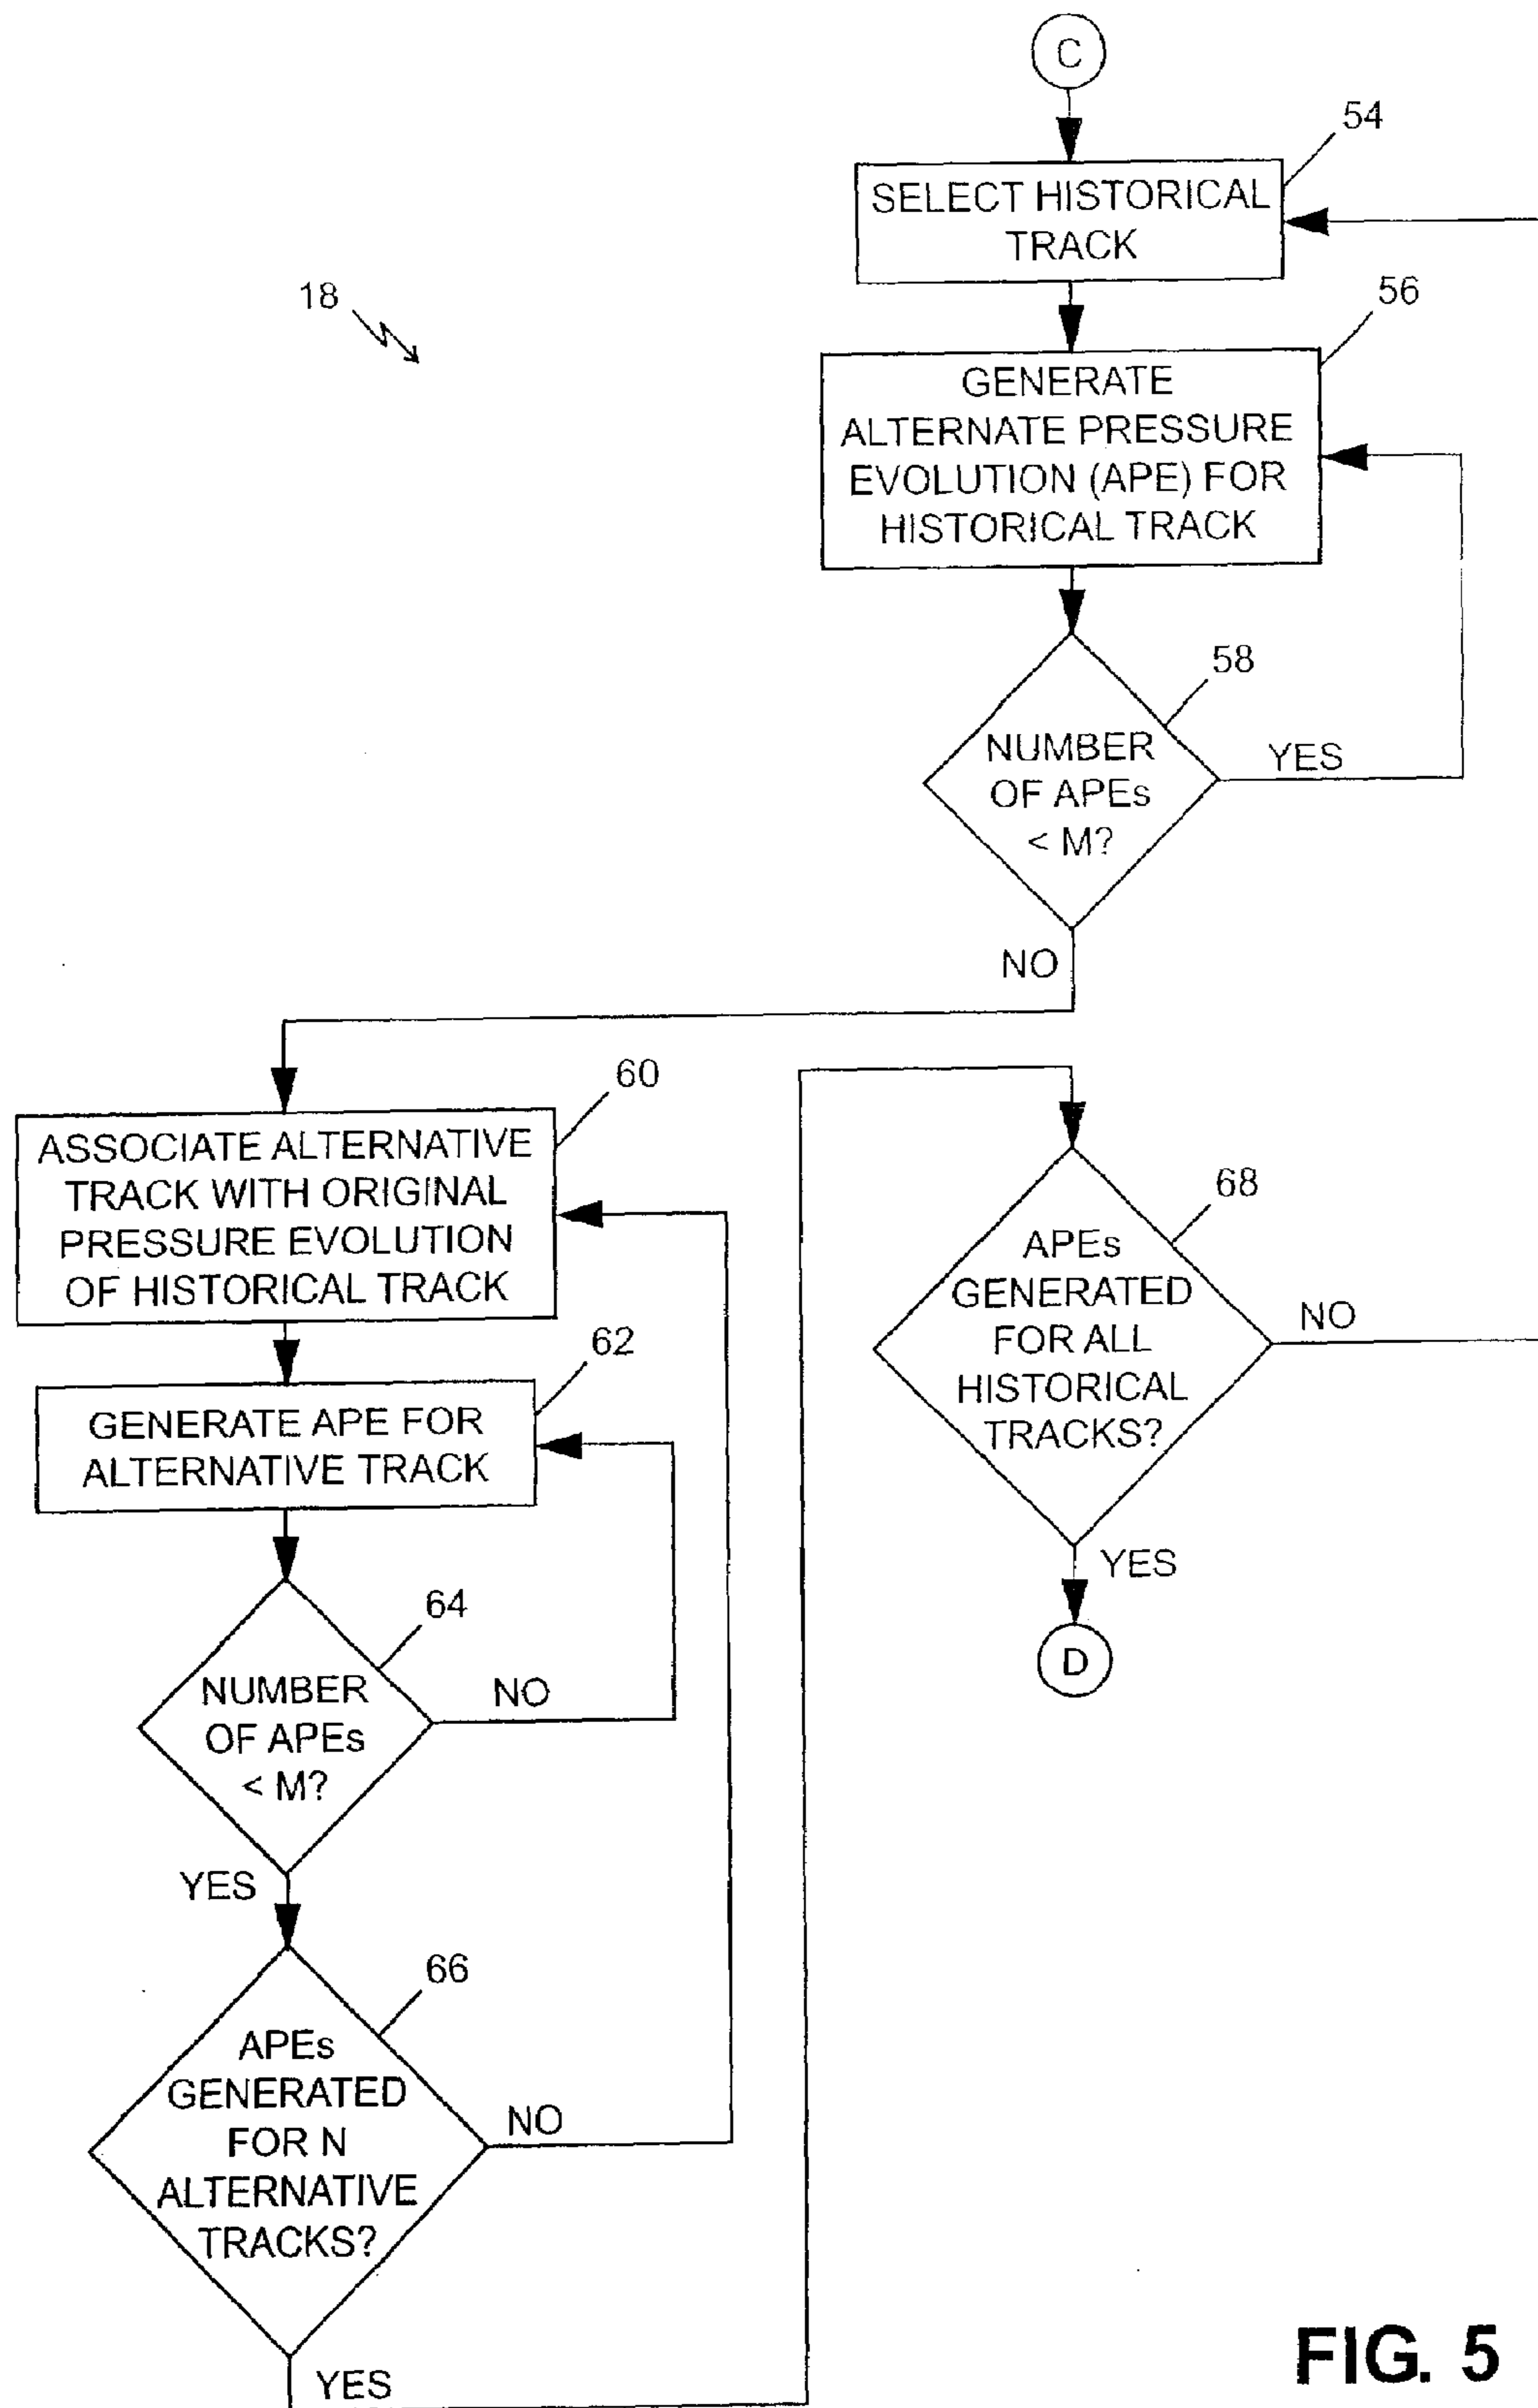 C
54
SELECT HISTORICAL
TRACK
18
56
GENERATE
ALTERNATE PRESSURE
EVOLUTION (APE) FOR
HISTORICAL TRACK
58
NUMBER
OF APEs
< M?
YES
NO
60
ASSOCIATE ALTERNATIVE
TRACK WITH ORIGINAL
PRESSURE EVOLUTION
OF HISTORICAL TRACK
62
GENERATE APE FOR
ALTERNATIVE TRACK
64
NUMBER
OF APEs
< M?
NO
YES
66
APEs
GENERATED
FOR N
ALTERNATIVE
TRACKS?
NO
YES
68
APEs
GENERATED
FOR ALL
HISTORICAL
TRACKS?
NO
YES
D
FIG. 5